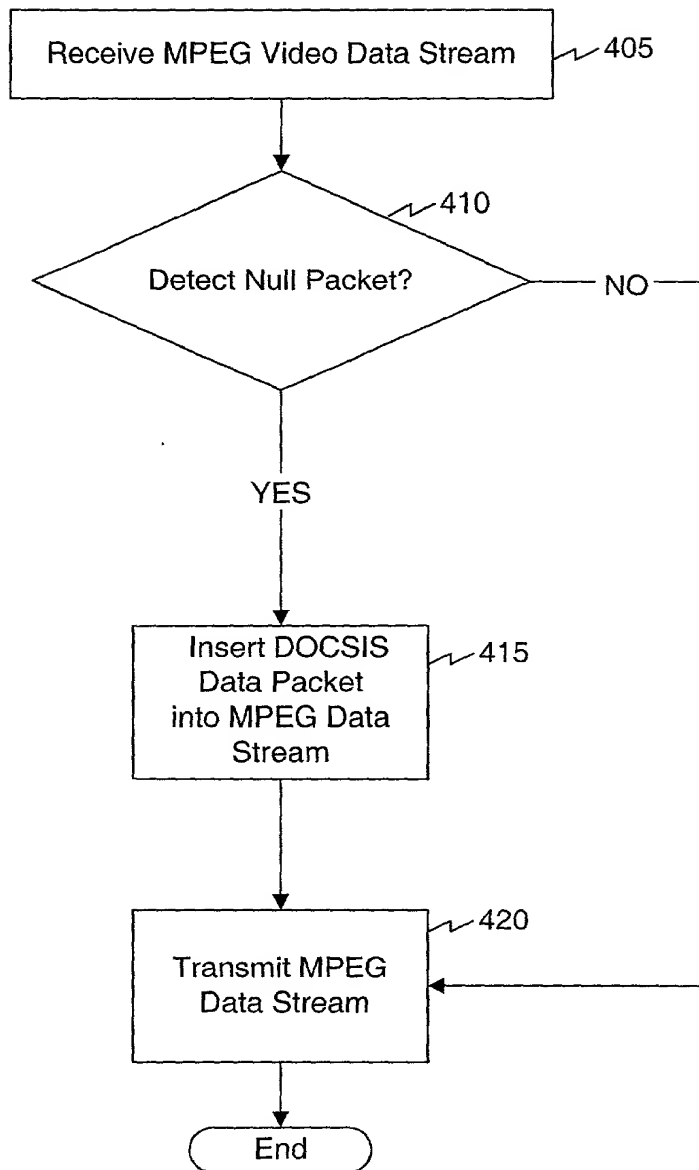 Receive MPEG Video Data Stream
405
410
Detect Null Packet?
NO
YES
Insert DOCSIS
Data Packet
into MPEG Data
Stream
415
420
Transmit MPEG
Data Stream
End